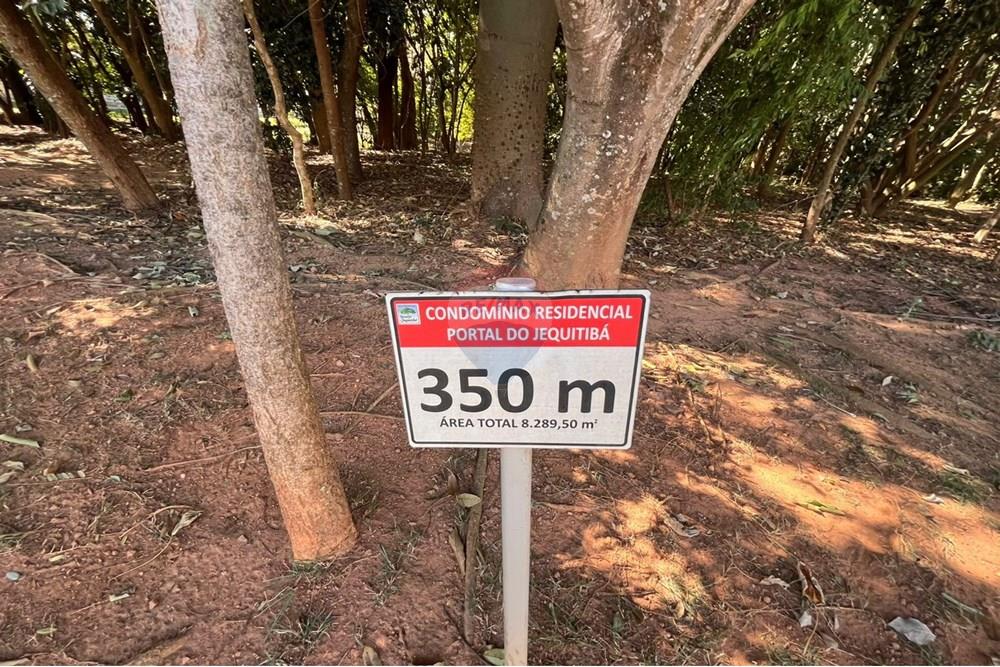 CONDOMÍNIO RESIDENCIAL
PORTAL DO JEQUITIBÁ
350 m
ÁREA TOTAL 8.289,50 m²